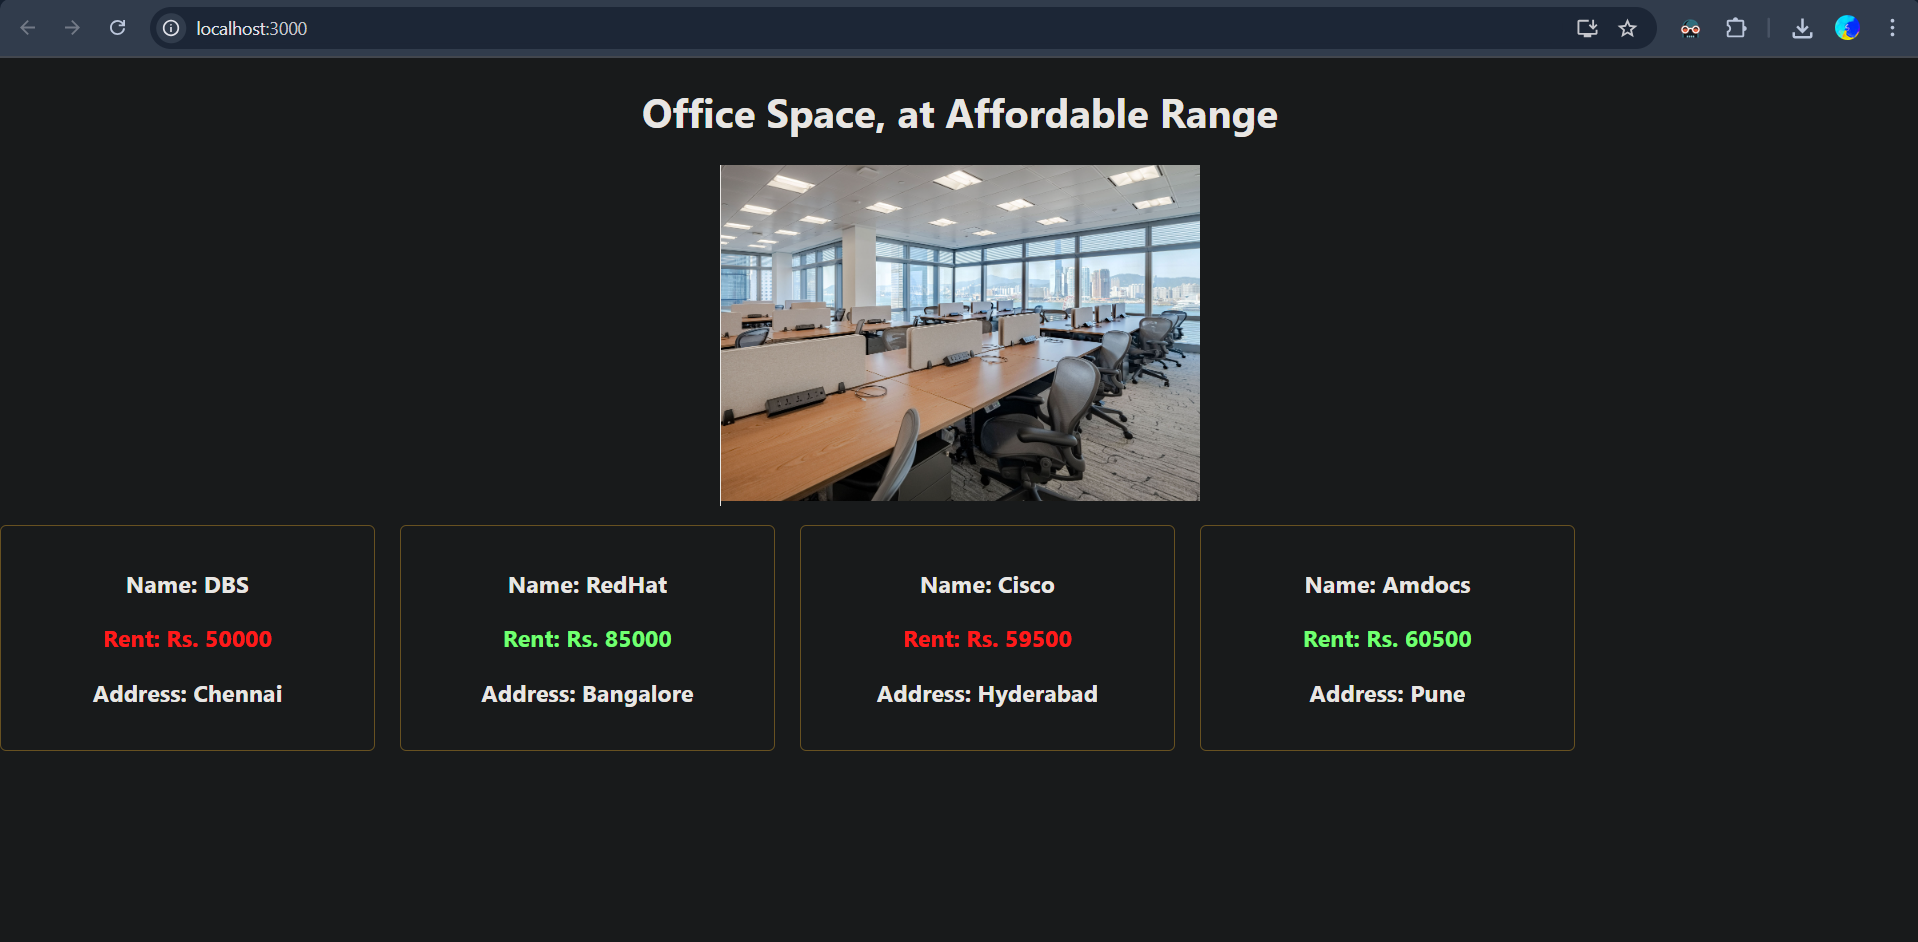 localhost:3000
Office Space, at Affordable Range
Name: DBS
Rent: Rs. 50000
Address: Chennai
Name: RedHat
Rent: Rs. 85000
Address: Bangalore
Name: Cisco
Rent: Rs. 59500
Address: Hyderabad
Name: Amdocs
Rent: Rs. 60500
Address: Pune